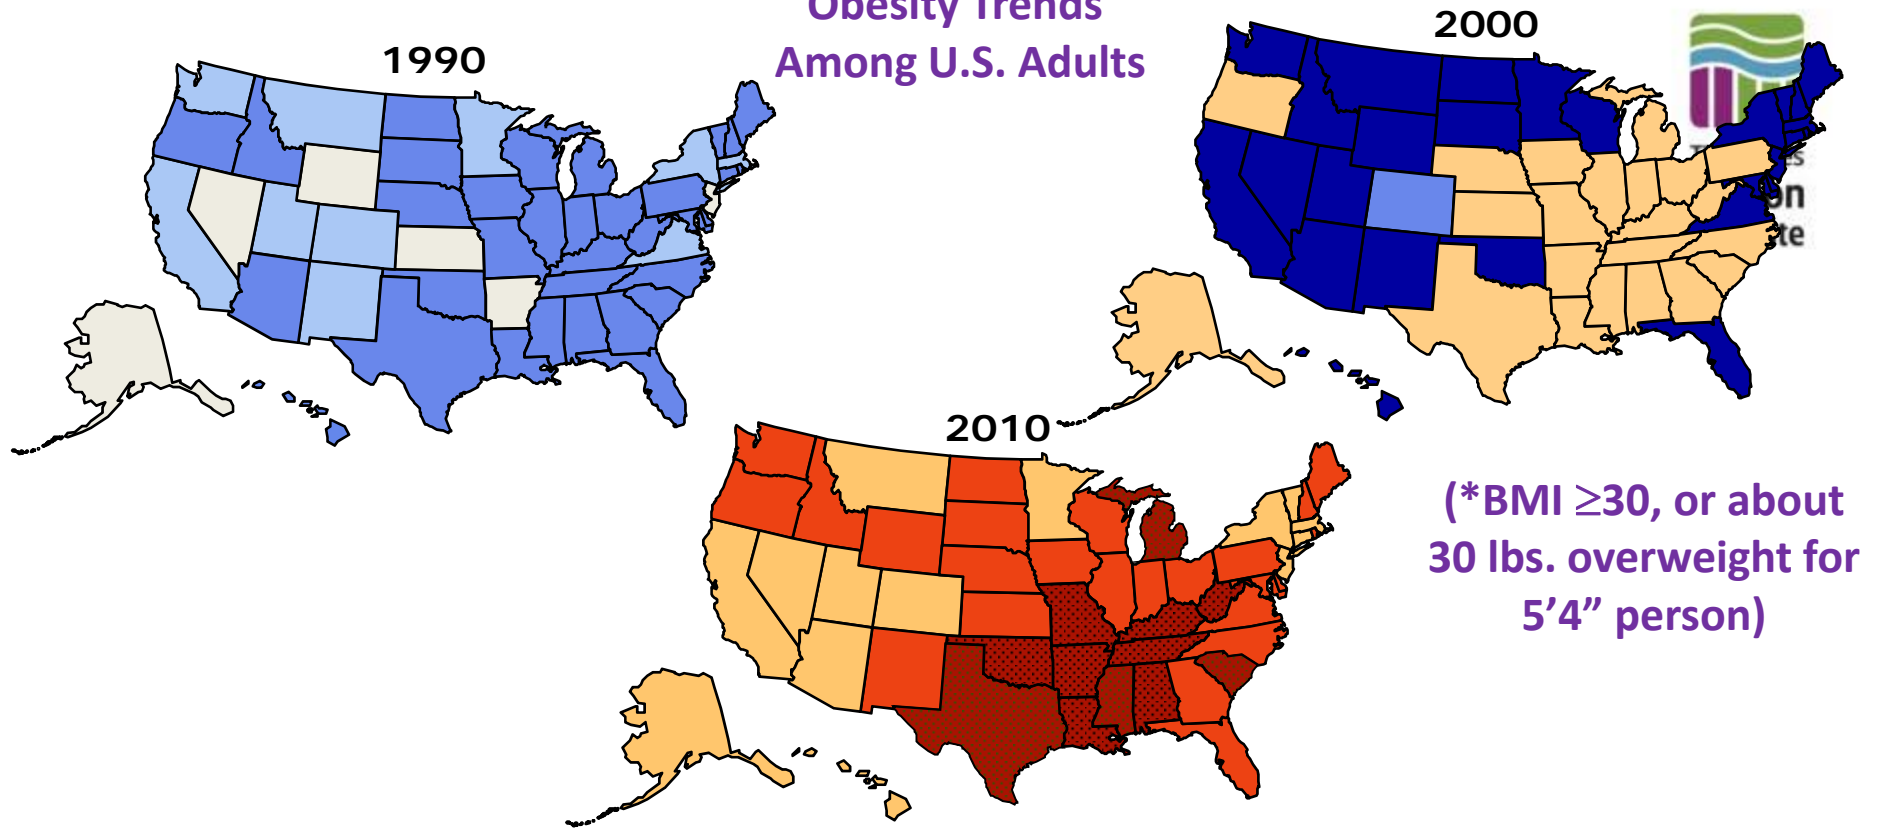 Obesity Trends
Among U.S. Adults
1990
2000
2010
(*BMI ≥30, or about
30 lbs. overweight for
5’4” person)